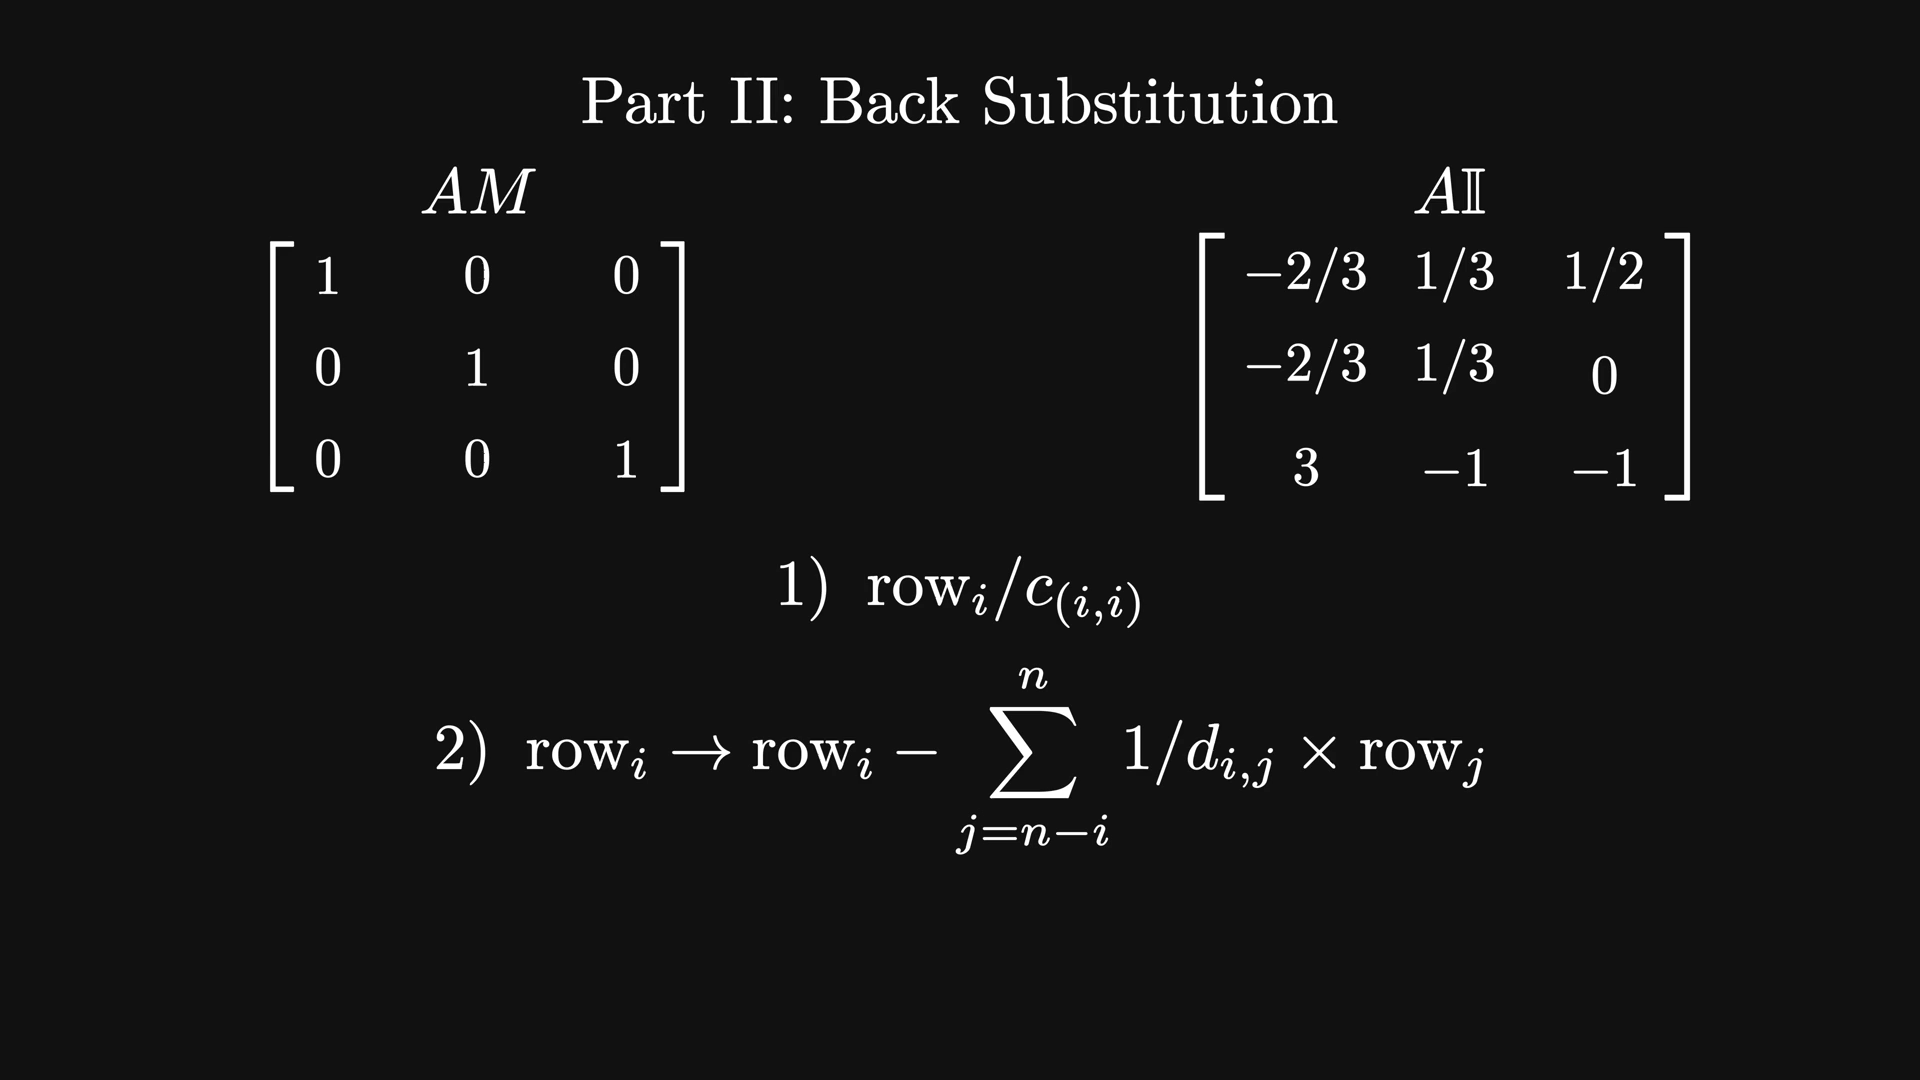 Part II: Back Substitution
AM A𝕀
1 0 0 −2/3 1/3 1/2
0 1 0 −2/3 1/3 0
0 0 1 3 −1 −1
1) row_i/c_(i,i)
2) row_i → row_i − ∑_{j=n−i}^{n} 1/d_{i,j} × row_j